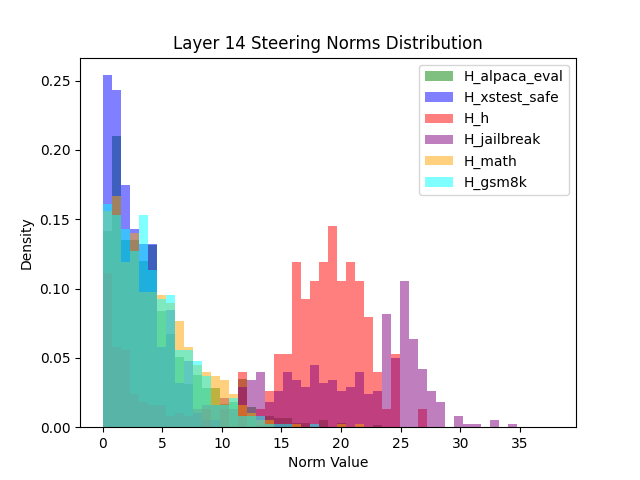 Layer 14 Steering Norms Distribution
H_alpaca_eval
H_xstest_safe
H_h
H_jailbreak
H_math
H_gsm8k
Density
0.25
0.20
0.15
0.10
0.05
0.00
0 5 10 15 20 25 30 35
Norm Value